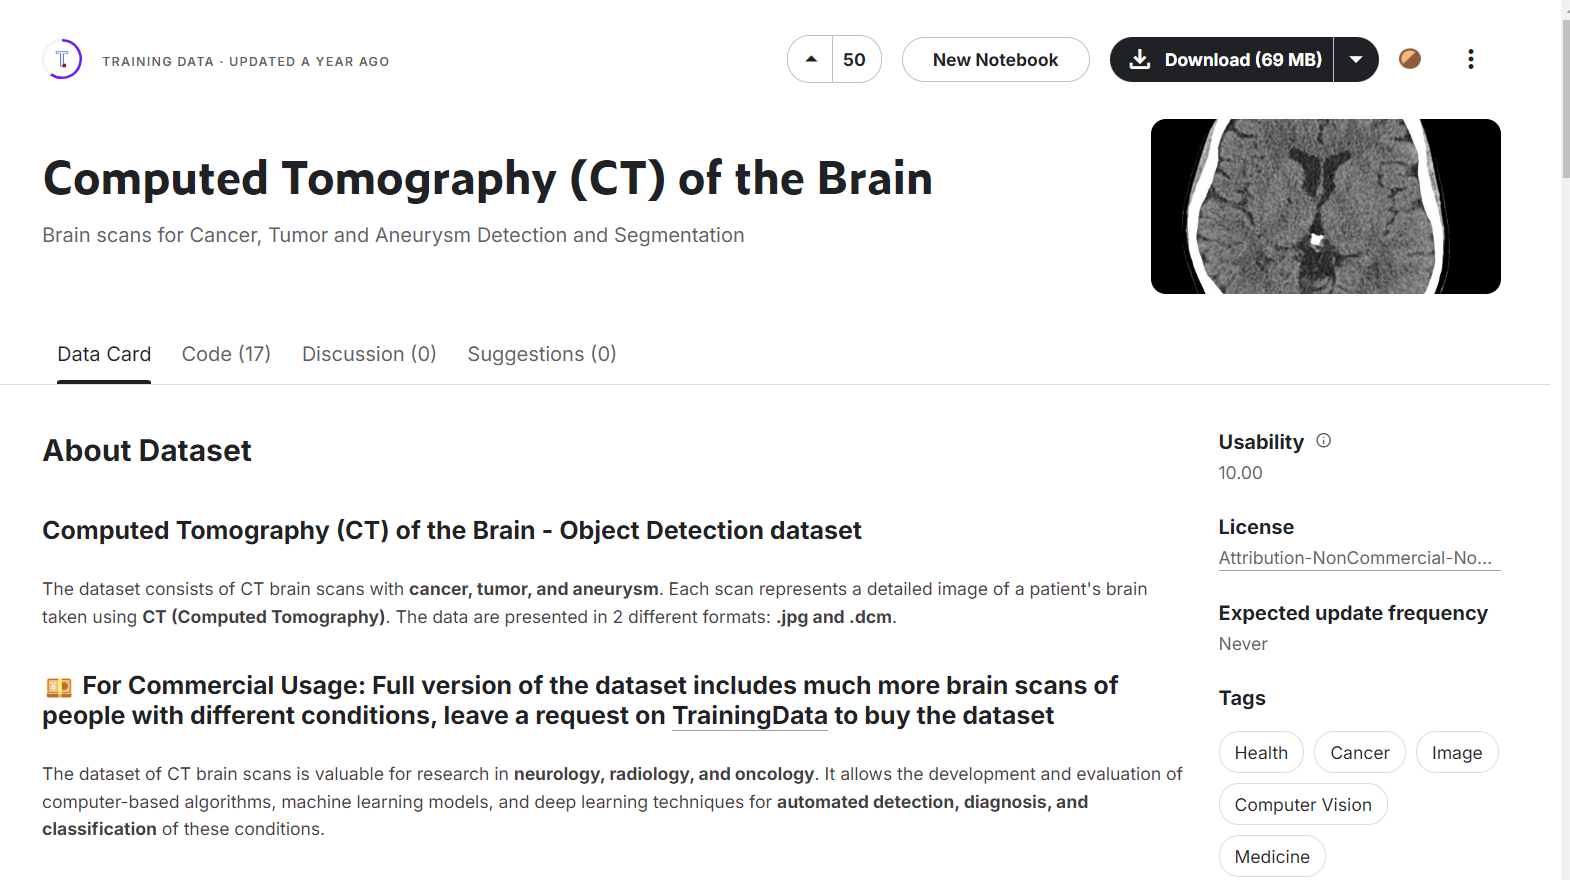 T
TRAINING DATA · UPDATED A YEAR AGO
50
New Notebook
Download (69 MB)
Computed Tomography (CT) of the Brain
Brain scans for Cancer, Tumor and Aneurysm Detection and Segmentation
Data Card
Code (17)
Discussion (0)
Suggestions (0)
About Dataset
Computed Tomography (CT) of the Brain - Object Detection dataset
The dataset consists of CT brain scans with cancer, tumor, and aneurysm. Each scan represents a detailed image of a patient's brain
taken using CT (Computed Tomography). The data are presented in 2 different formats: .jpg and .dcm.
💴 For Commercial Usage: Full version of the dataset includes much more brain scans of
people with different conditions, leave a request on TrainingData to buy the dataset
The dataset of CT brain scans is valuable for research in neurology, radiology, and oncology. It allows the development and evaluation of
computer-based algorithms, machine learning models, and deep learning techniques for automated detection, diagnosis, and
classification of these conditions.
Usability
10.00
License
Attribution-NonCommercial-No...
Expected update frequency
Never
Tags
Health
Cancer
Image
Computer Vision
Medicine